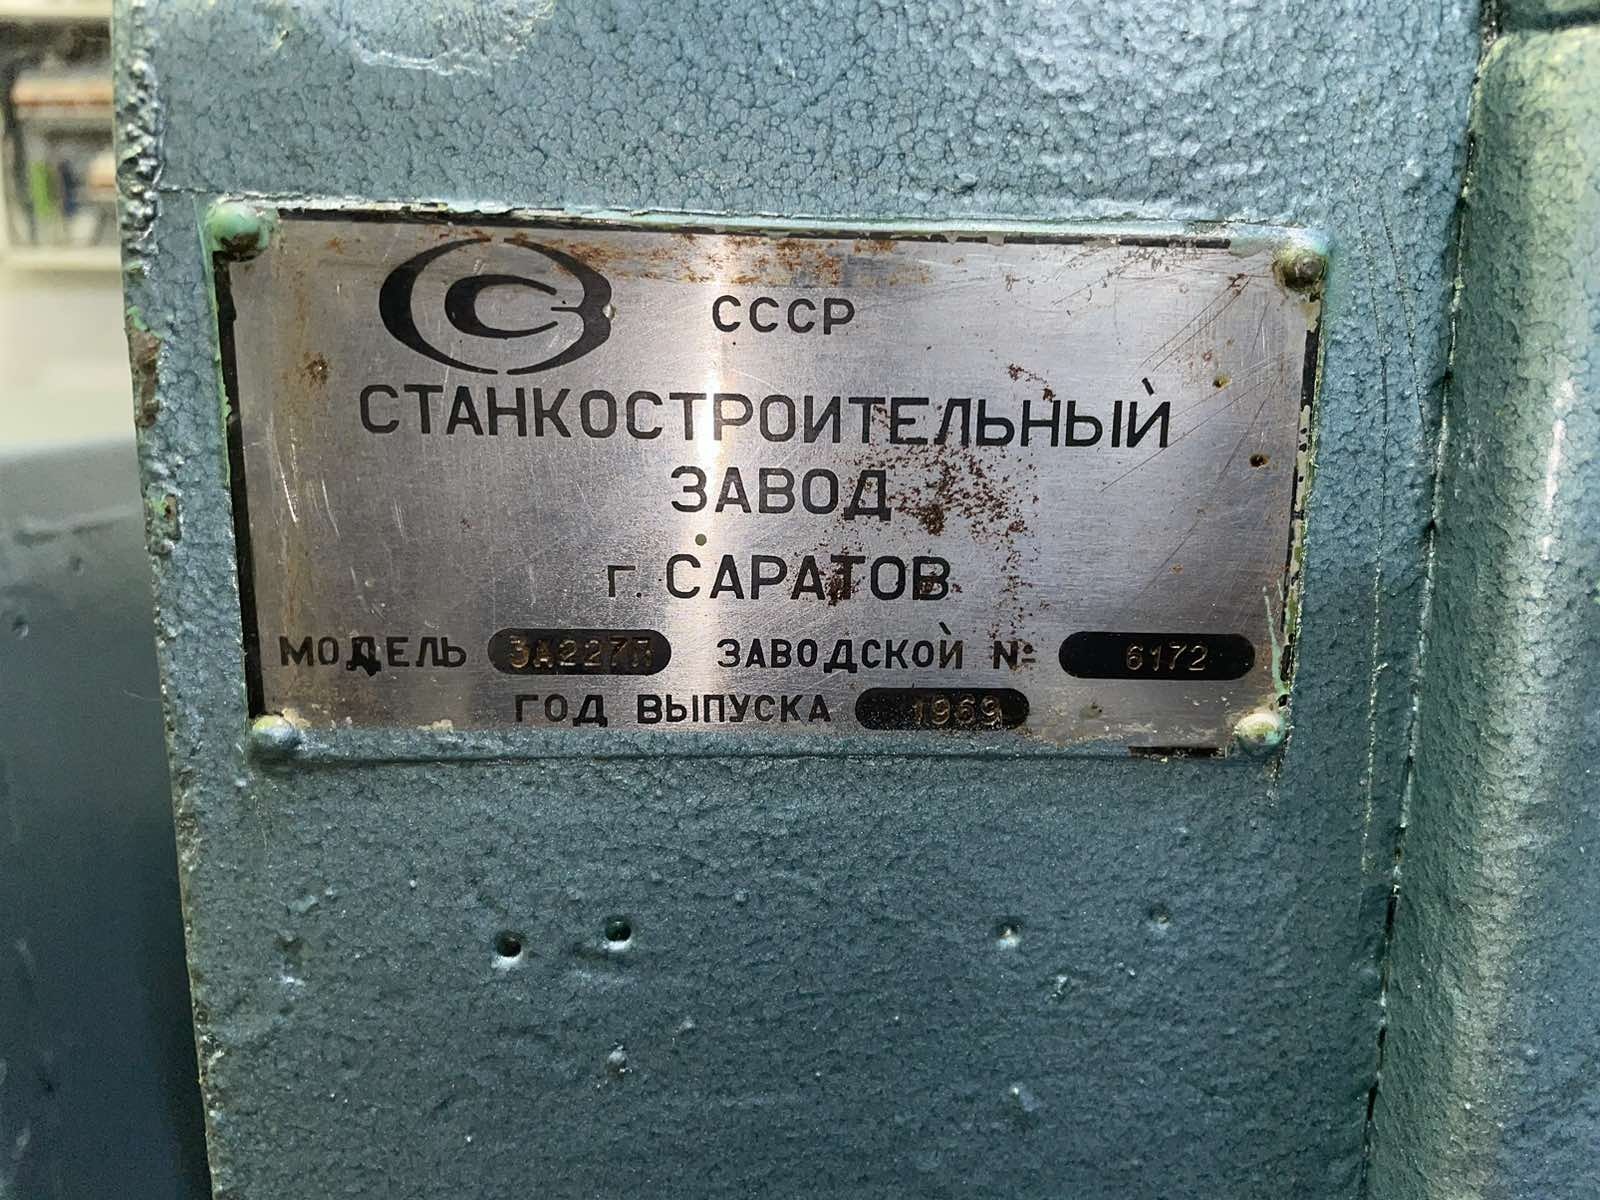 СССР
СТАНКОСТРОИТЕЛЬНЫЙ
ЗАВОД
г. САРАТОВ
МОДЕЛЬ 3А227П ЗАВОДСКОЙ № 6172
ГОД ВЫПУСКА 1969